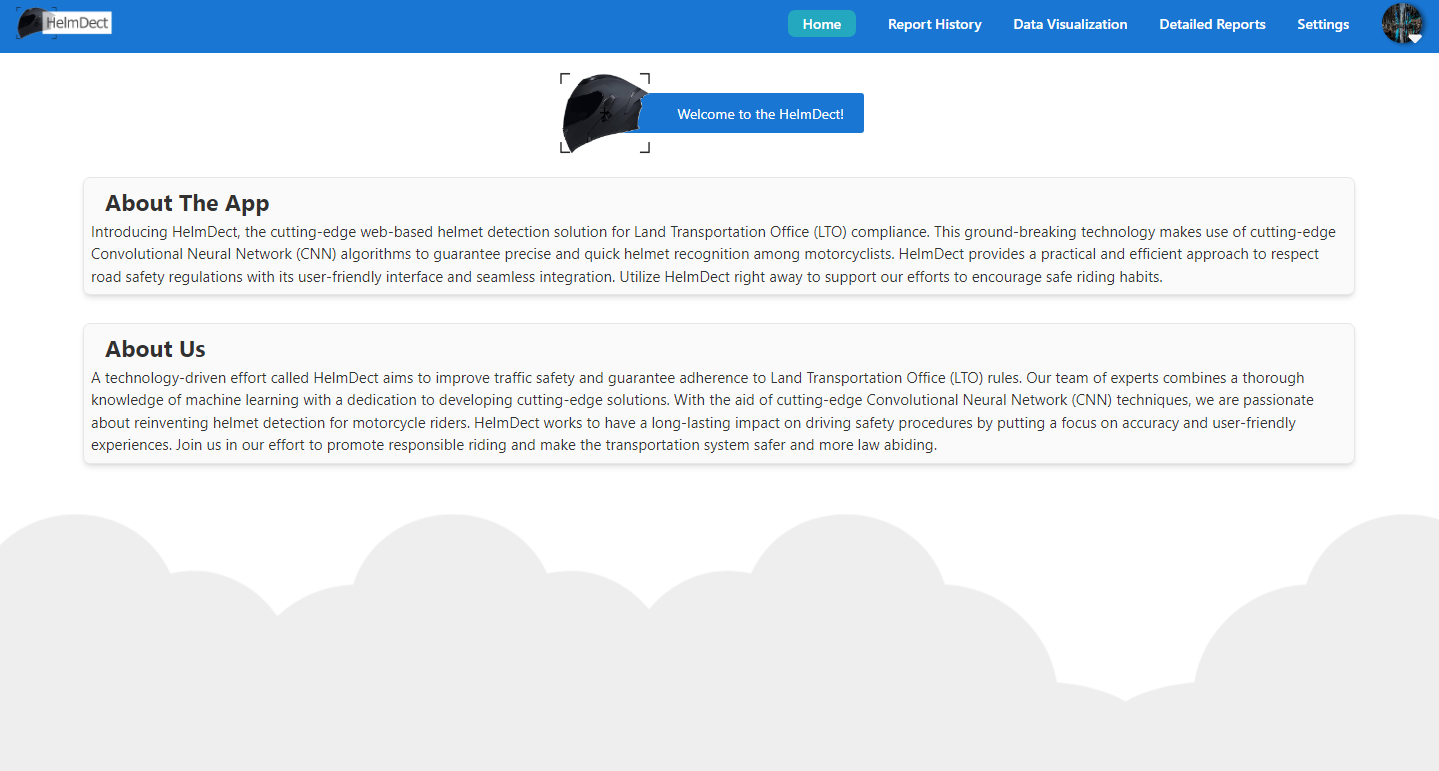 HelmDect
Home
Report History
Data Visualization
Detailed Reports
Settings
Welcome to the HelmDect!
About The App
Introducing HelmDect, the cutting-edge web-based helmet detection solution for Land Transportation Office (LTO) compliance. This ground-breaking technology makes use of cutting-edge
Convolutional Neural Network (CNN) algorithms to guarantee precise and quick helmet recognition among motorcyclists. HelmDect provides a practical and efficient approach to respect
road safety regulations with its user-friendly interface and seamless integration. Utilize HelmDect right away to support our efforts to encourage safe riding habits.
About Us
A technology-driven effort called HelmDect aims to improve traffic safety and guarantee adherence to Land Transportation Office (LTO) rules. Our team of experts combines a thorough
knowledge of machine learning with a dedication to developing cutting-edge solutions. With the aid of cutting-edge Convolutional Neural Network (CNN) techniques, we are passionate
about reinventing helmet detection for motorcycle riders. HelmDect works to have a long-lasting impact on driving safety procedures by putting a focus on accuracy and user-friendly
experiences. Join us in our effort to promote responsible riding and make the transportation system safer and more law abiding.